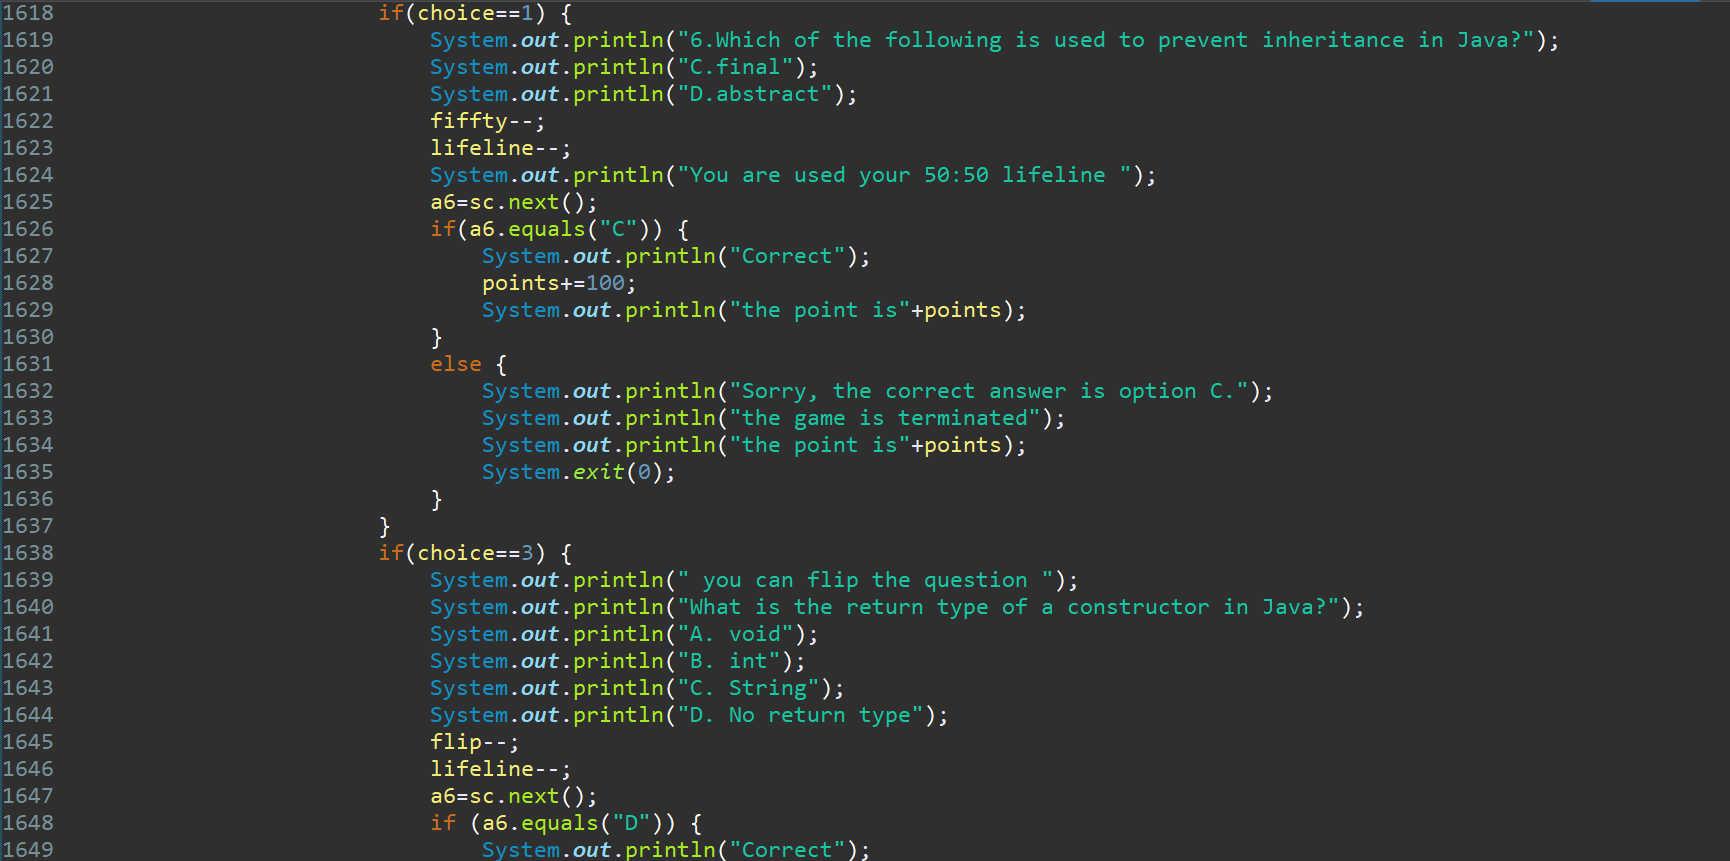 1618 if(choice==1) {
1619 System.out.println("6.Which of the following is used to prevent inheritance in Java?");
1620 System.out.println("C.final");
1621 System.out.println("D.abstract");
1622 fiffty--;
1623 lifeline--;
1624 System.out.println("You are used your 50:50 lifeline ");
1625 a6=sc.next();
1626 if(a6.equals("C")) {
1627 System.out.println("Correct");
1628 points+=100;
1629 System.out.println("the point is"+points);
1630 }
1631 else {
1632 System.out.println("Sorry, the correct answer is option C.");
1633 System.out.println("the game is terminated");
1634 System.out.println("the point is"+points);
1635 System.exit(0);
1636 }
1637 }
1638 if(choice==3) {
1639 System.out.println(" you can flip the question ");
1640 System.out.println("What is the return type of a constructor in Java?");
1641 System.out.println("A. void");
1642 System.out.println("B. int");
1643 System.out.println("C. String");
1644 System.out.println("D. No return type");
1645 flip--;
1646 lifeline--;
1647 a6=sc.next();
1648 if (a6.equals("D")) {
1649 System.out.println("Correct");